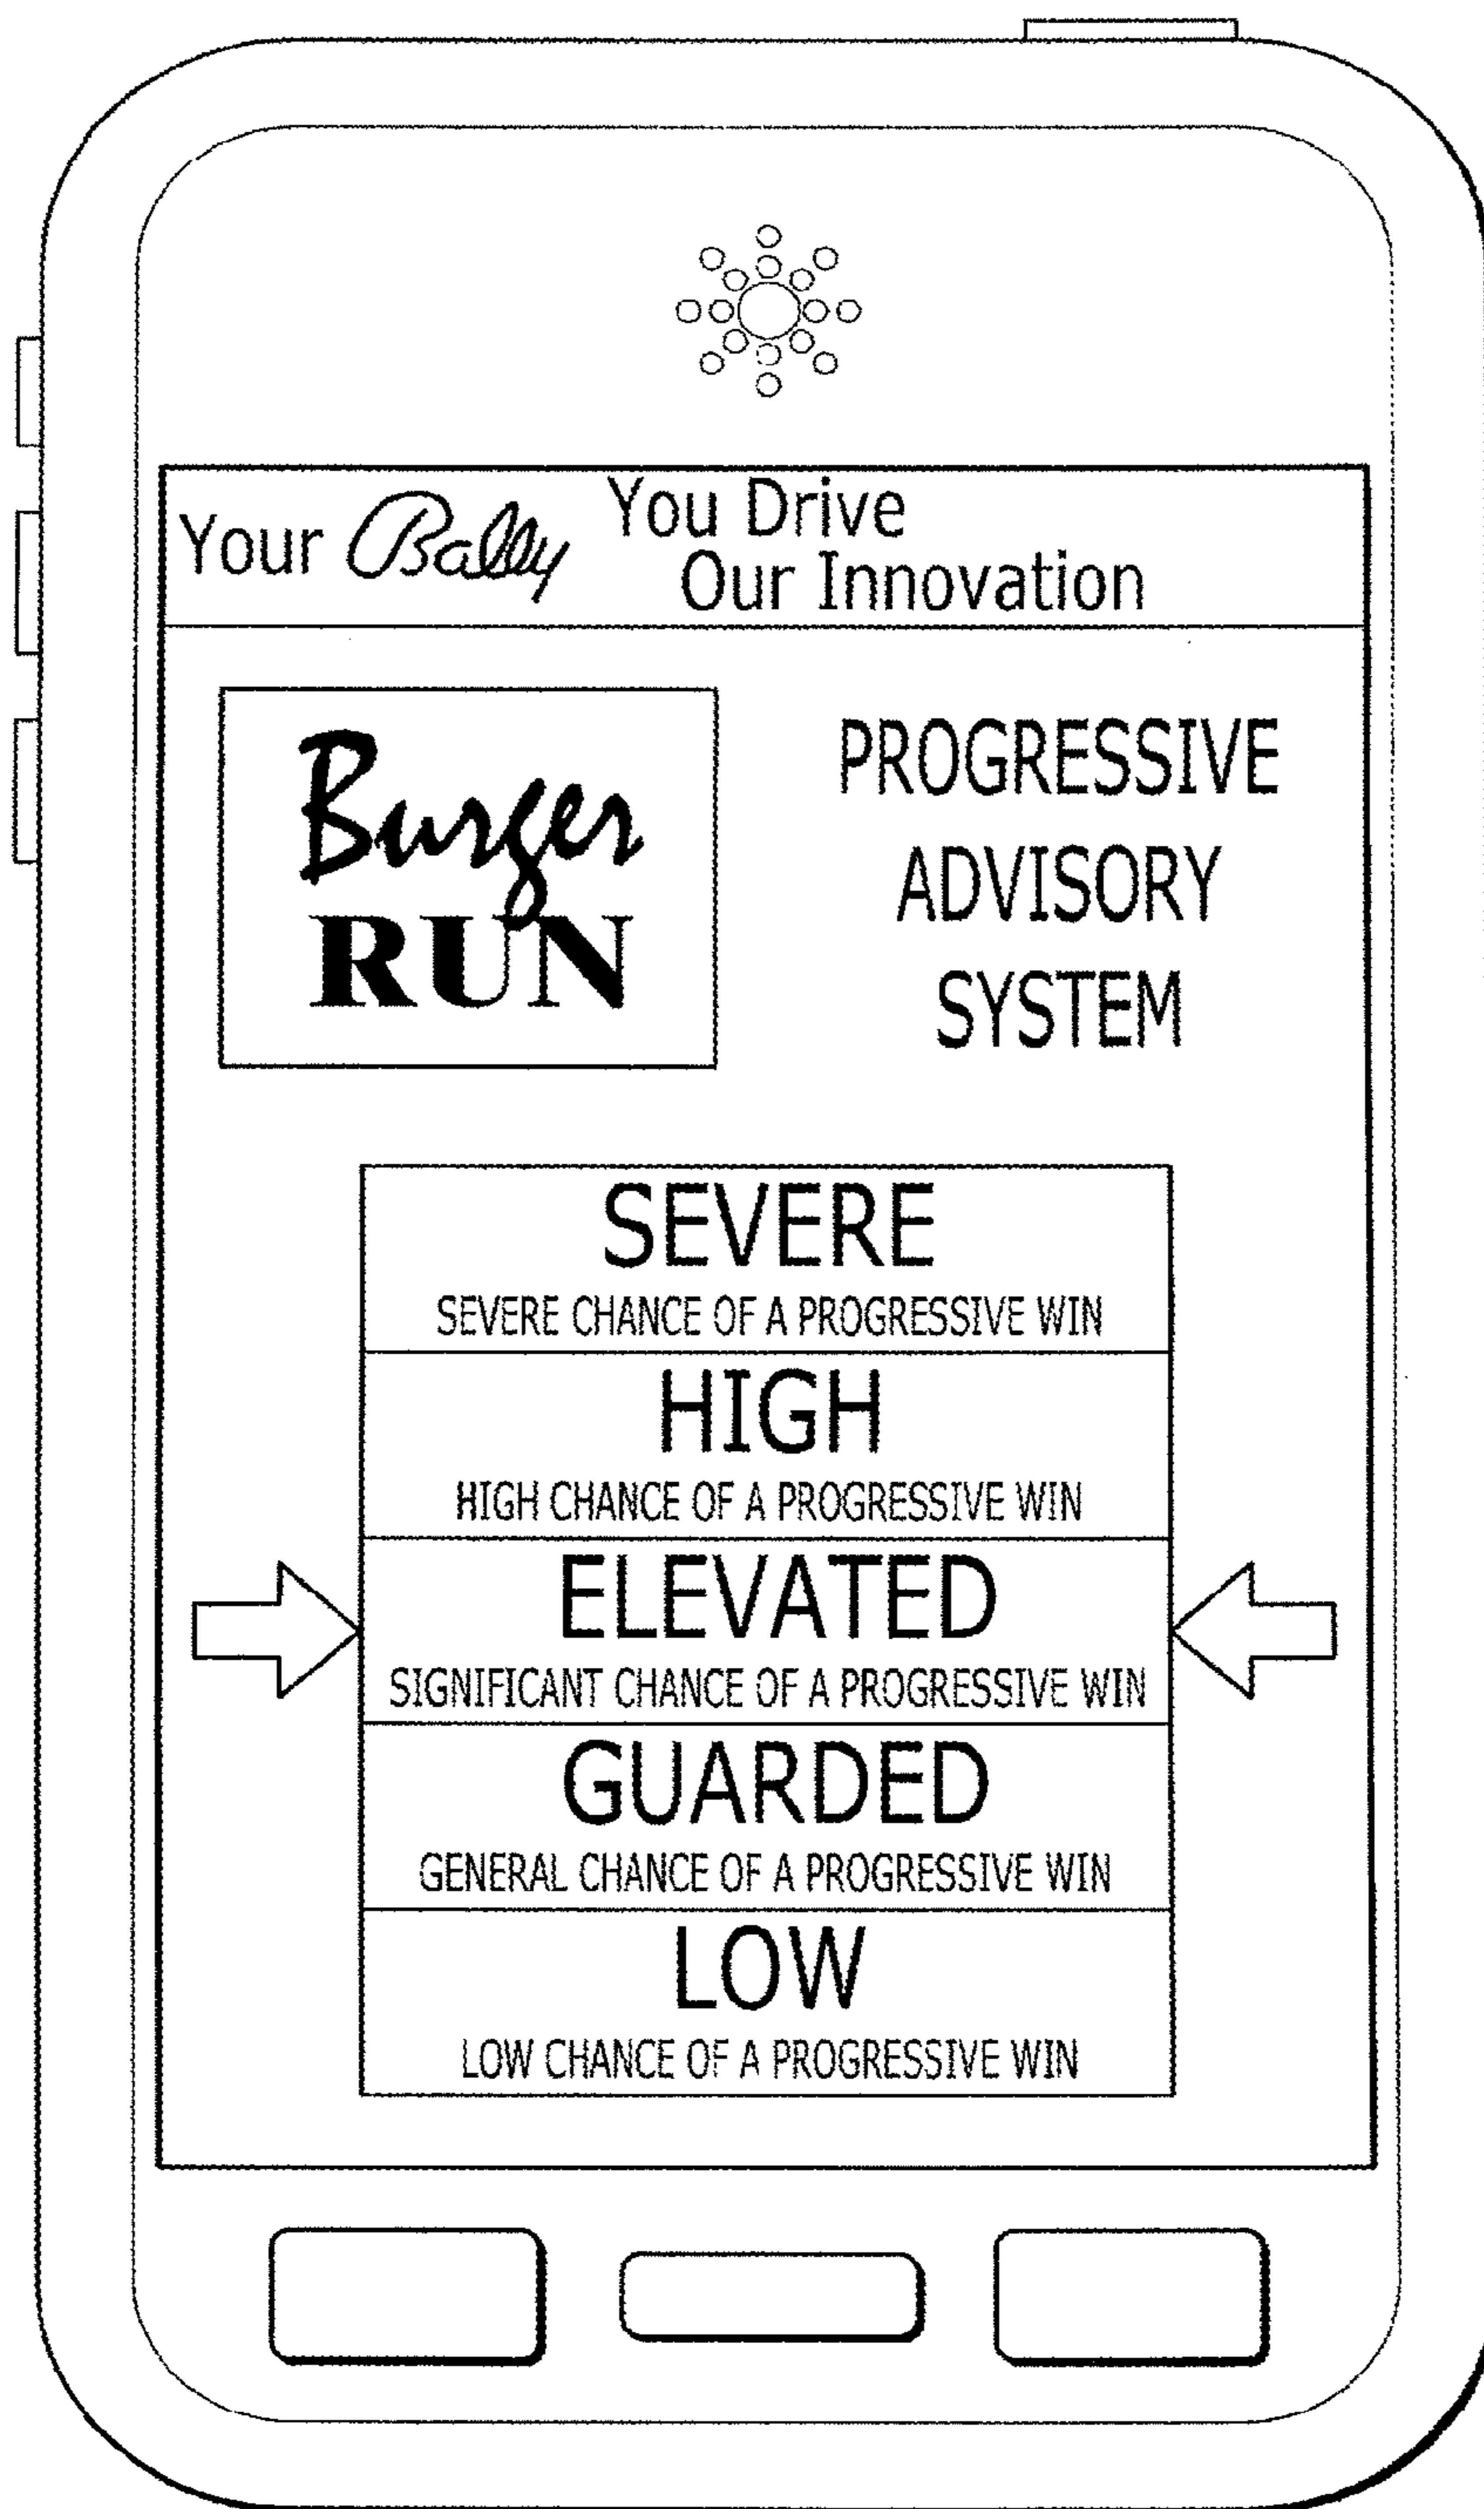 Your Bally You Drive
Our Innovation
Burger
RUN
PROGRESSIVE
ADVISORY
SYSTEM
SEVERE
SEVERE CHANCE OF A PROGRESSIVE WIN
HIGH
HIGH CHANCE OF A PROGRESSIVE WIN
ELEVATED
SIGNIFICANT CHANCE OF A PROGRESSIVE WIN
GUARDED
GENERAL CHANCE OF A PROGRESSIVE WIN
LOW
LOW CHANCE OF A PROGRESSIVE WIN